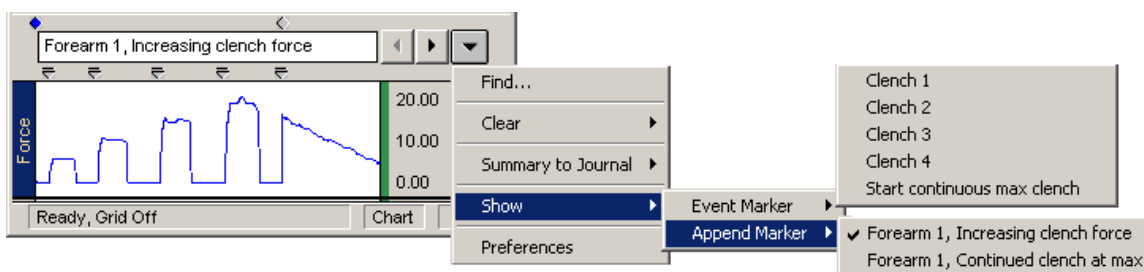 Forearm 1, Increasing clench force
Force
20.00
10.00
0.00
Ready, Grid Off
Chart
Find...
Clear
Summary to Journal
Show
Preferences
Event Marker
Append Marker
Clench 1
Clench 2
Clench 3
Clench 4
Start continuous max clench
Forearm 1, Increasing clench force
Forearm 1, Continued clench at max